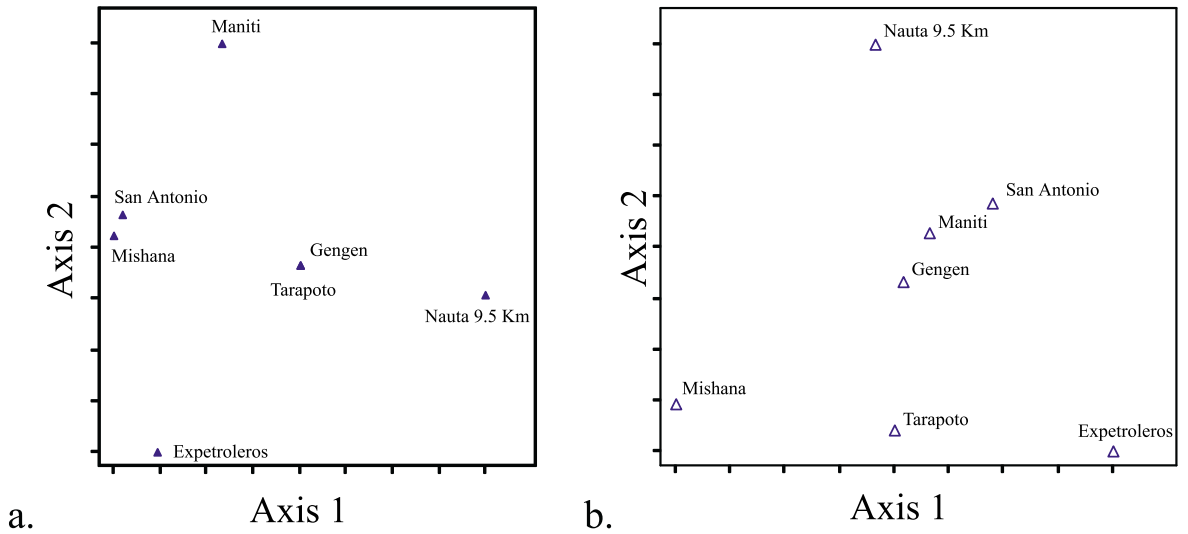 Maniti
San Antonio
Mishana
Gengen
Tarapoto
Nauta 9.5 Km
Expetroleros
Axis 2
Axis 1
a.
Nauta 9.5 Km
San Antonio
Maniti
Gengen
Mishana
Tarapoto
Expetroleros
Axis 2
Axis 1
b.